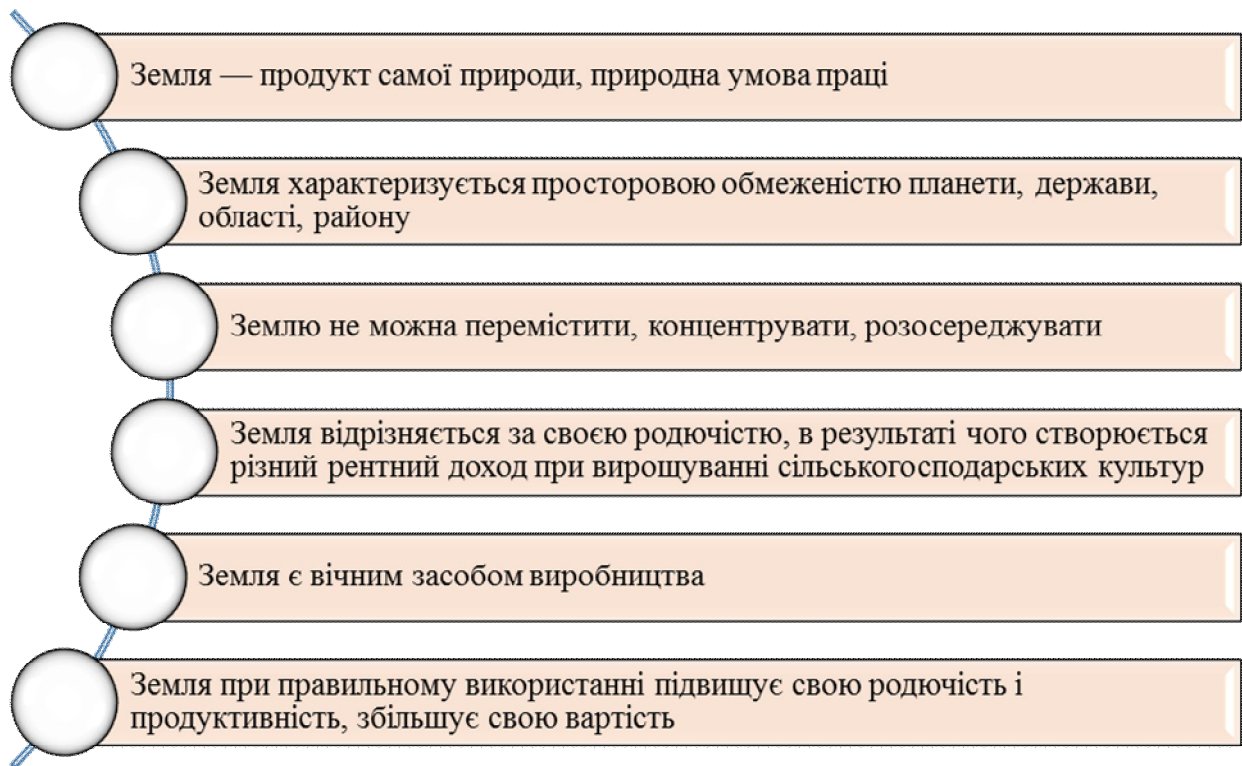 Земля — продукт самої природи, природна умова праці
Земля характеризується просторовою обмеженістю планети, держави,
області, району
Землю не можна перемістити, концентрувати, розосереджувати
Земля відрізняється за своєю родючістю, в результаті чого створюється
різний рентний доход при вирощуванні сільськогосподарських культур
Земля є вічним засобом виробництва
Земля при правильному використанні підвищує свою родючість і
продуктивність, збільшує свою вартість